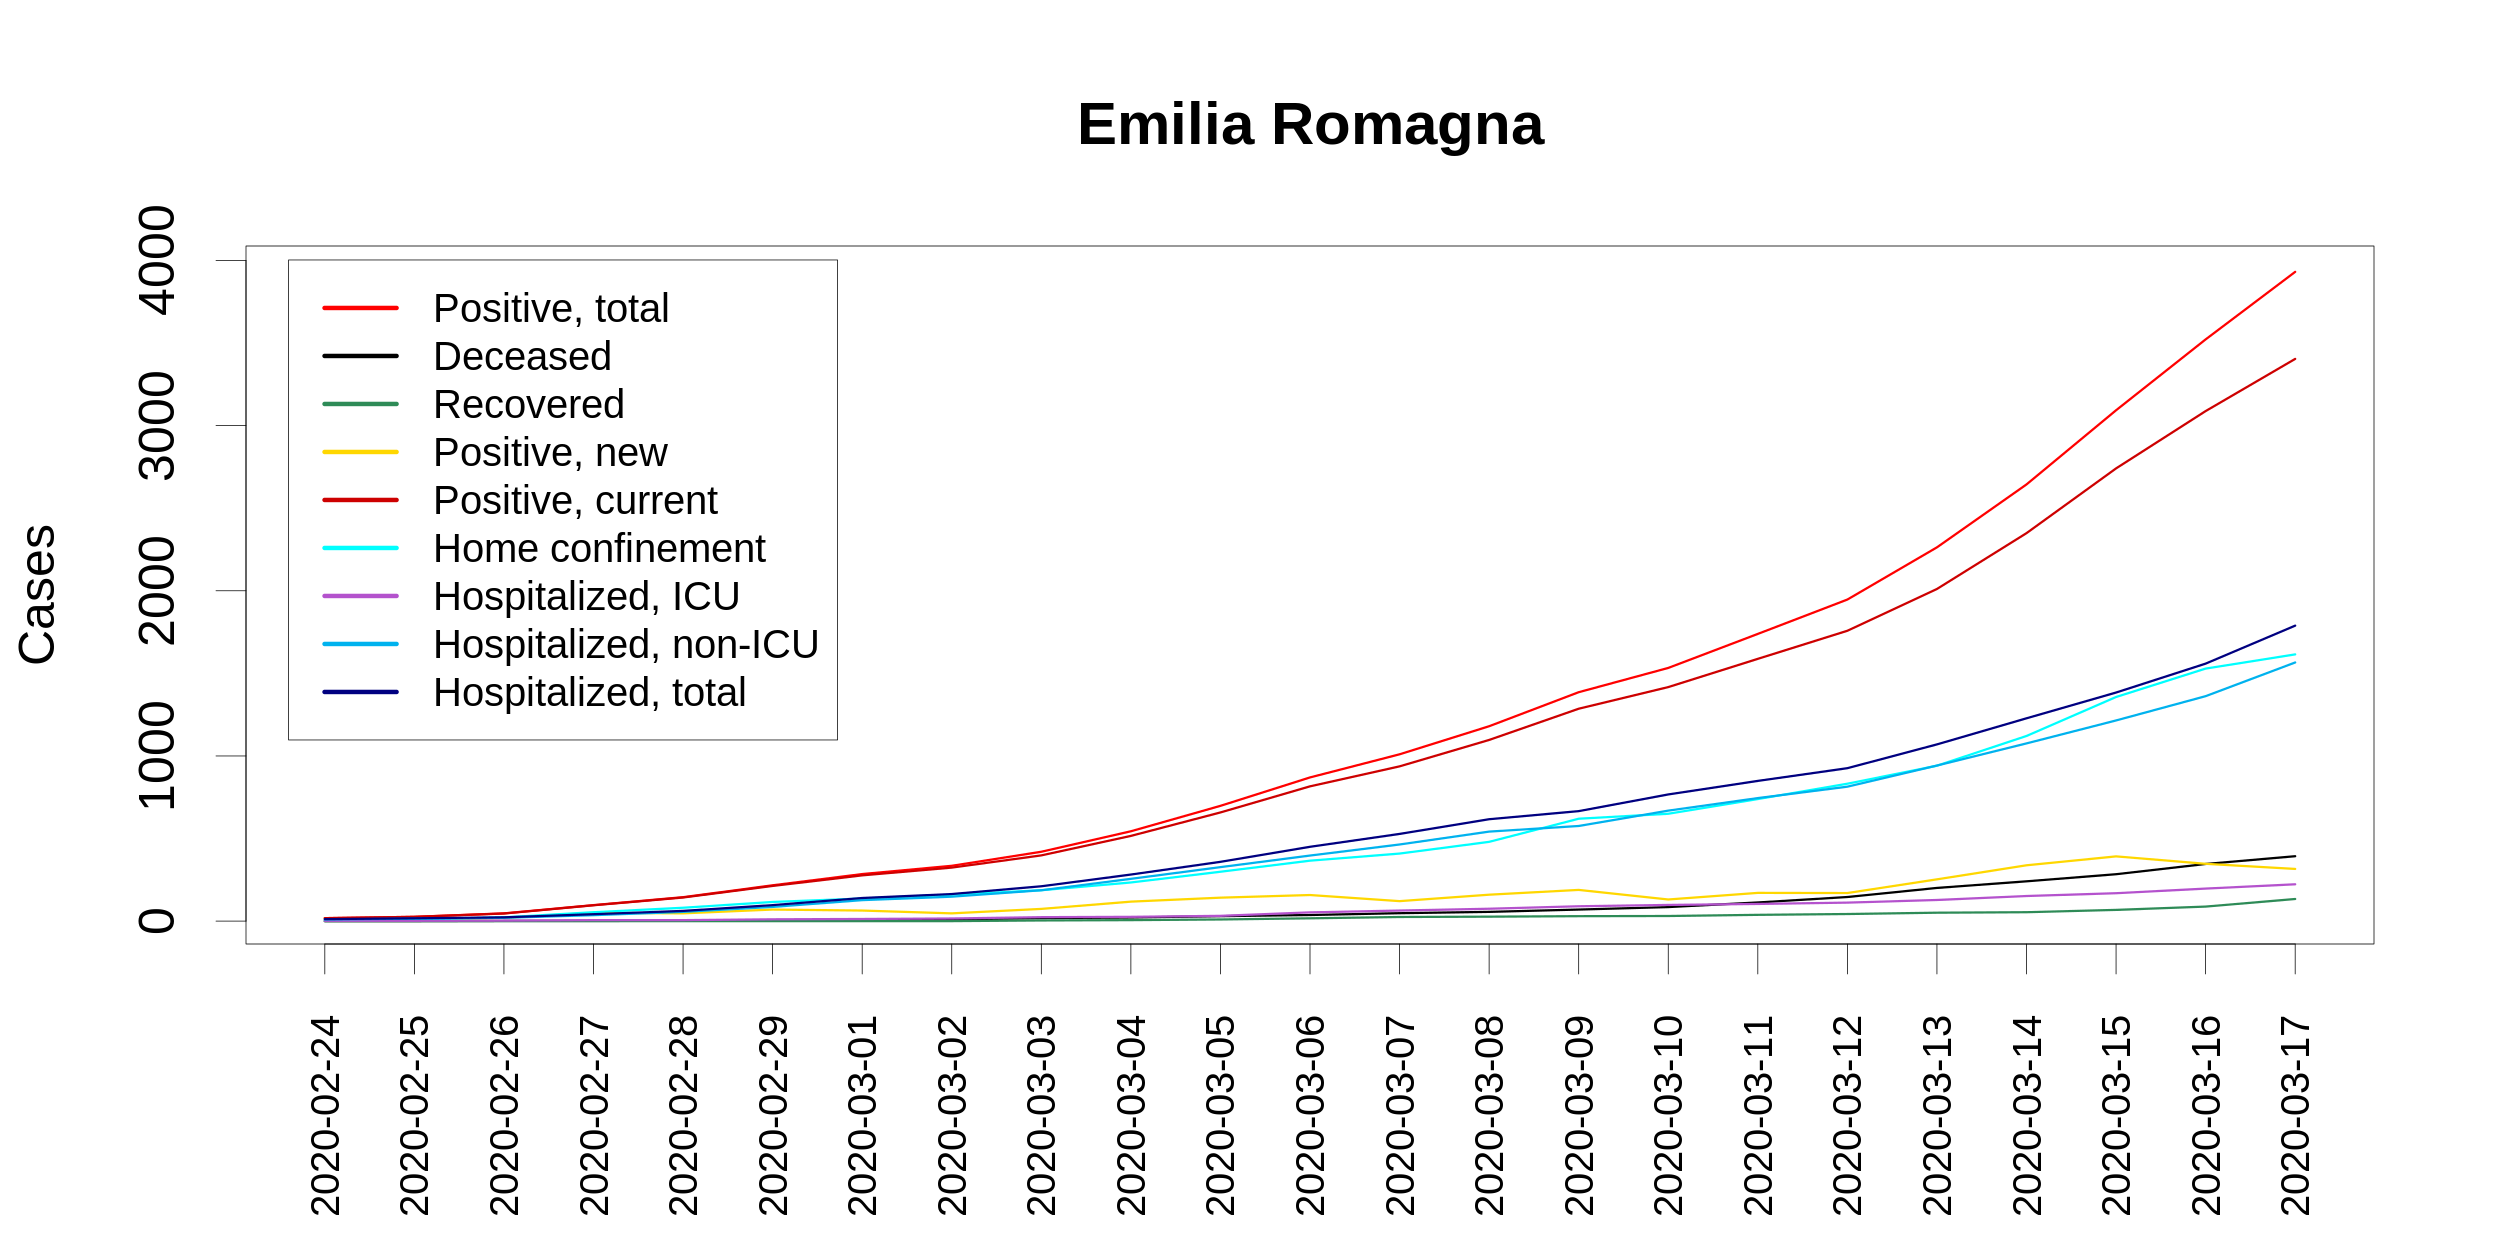 Emilia Romagna
Cases
4000
3000
2000
1000
0
Positive, total
Deceased
Recovered
Positive, new
Positive, current
Home confinement
Hospitalized, ICU
Hospitalized, non-ICU
Hospitalized, total
2020-02-24
2020-02-25
2020-02-26
2020-02-27
2020-02-28
2020-02-29
2020-03-01
2020-03-02
2020-03-03
2020-03-04
2020-03-05
2020-03-06
2020-03-07
2020-03-08
2020-03-09
2020-03-10
2020-03-11
2020-03-12
2020-03-13
2020-03-14
2020-03-15
2020-03-16
2020-03-17